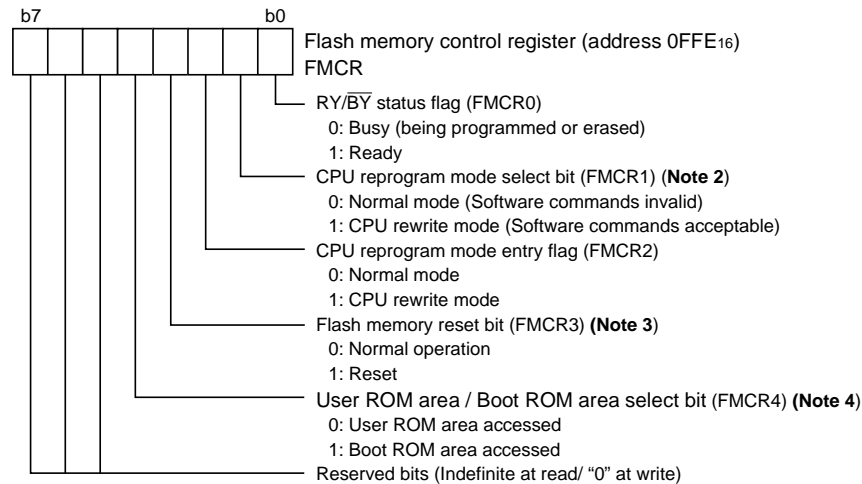 b7 b0
Flash memory control register (address 0FFE16)
FMCR
RY/BY status flag (FMCR0)
0: Busy (being programmed or erased)
1: Ready
CPU reprogram mode select bit (FMCR1) (Note 2)
0: Normal mode (Software commands invalid)
1: CPU rewrite mode (Software commands acceptable)
CPU reprogram mode entry flag (FMCR2)
0: Normal mode
1: CPU rewrite mode
Flash memory reset bit (FMCR3) (Note 3)
0: Normal operation
1: Reset
User ROM area / Boot ROM area select bit (FMCR4) (Note 4)
0: User ROM area accessed
1: Boot ROM area accessed
Reserved bits (Indefinite at read/ “0” at write)